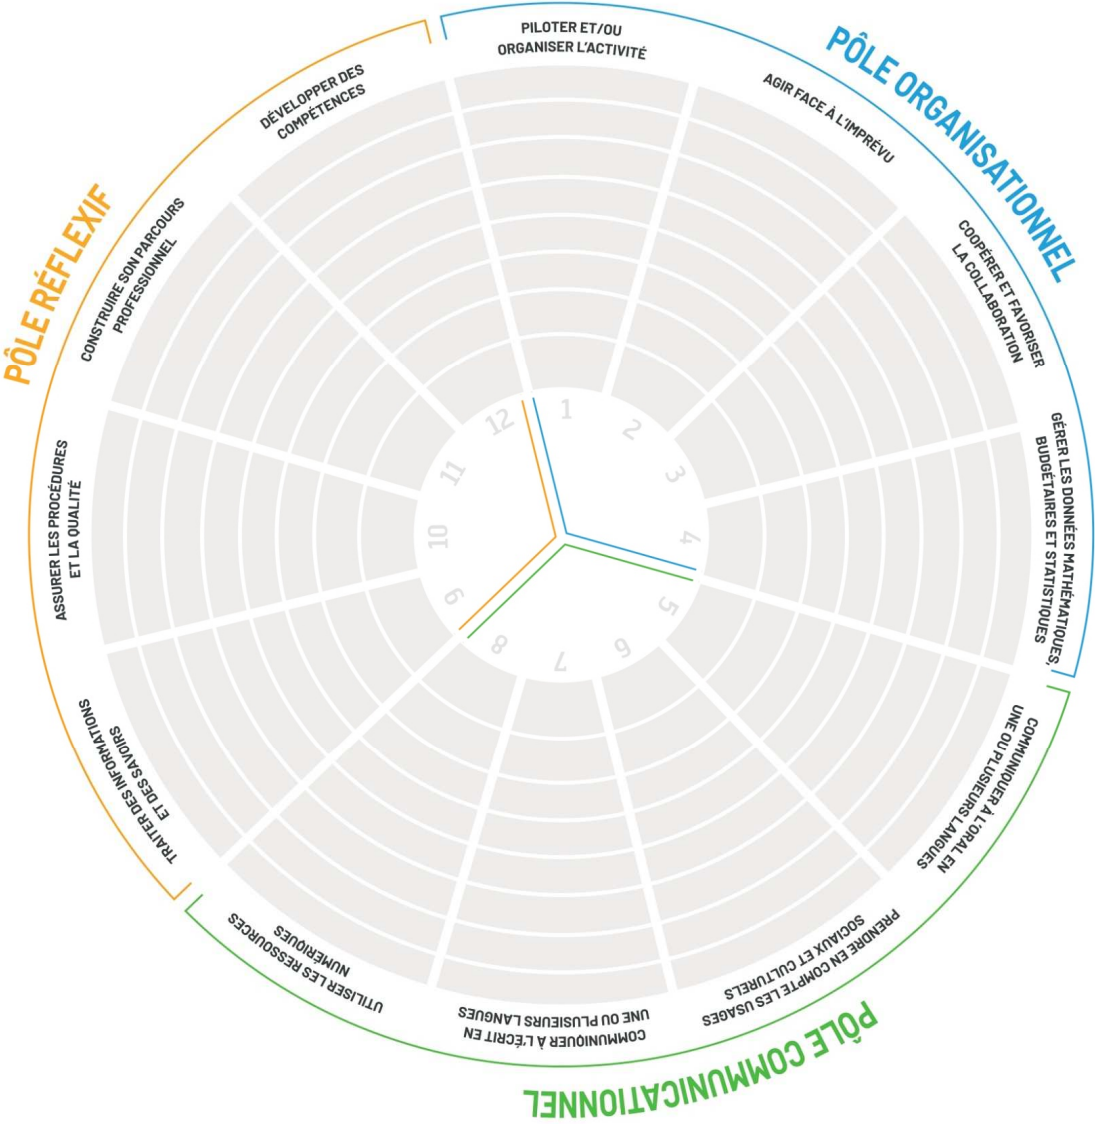 PÔLE ORGANISATIONNEL
PILOTER ET/OU
ORGANISER L'ACTIVITÉ
AGIR FACE À L'IMPRÉVU
COOPÉRER ET FAVORISER
LA COLLABORATION
GÉRER LES DONNÉES MATHÉMATIQUES,
BUDGÉTAIRES ET STATISTIQUES
PÔLE COMMUNICATIONNEL
COMMUNIQUER À L'ORAL EN
UNE OU PLUSIEURS LANGUES
PRENDRE EN COMPTE LES USAGES
SOCIAUX ET CULTURELS
COMMUNIQUER À L'ÉCRIT EN
UNE OU PLUSIEURS LANGUES
UTILISER LES RESSOURCES
NUMÉRIQUES
PÔLE RÉFLEXIF
TRAITER DES INFORMATIONS
ET DES SAVOIRS
ASSURER LES PROCÉDURES
ET LA QUALITÉ
CONSTRUIRE SON PARCOURS
PROFESSIONNEL
DÉVELOPPER DES
COMPÉTENCES
1
2
3
4
5
6
7
8
9
10
11
12